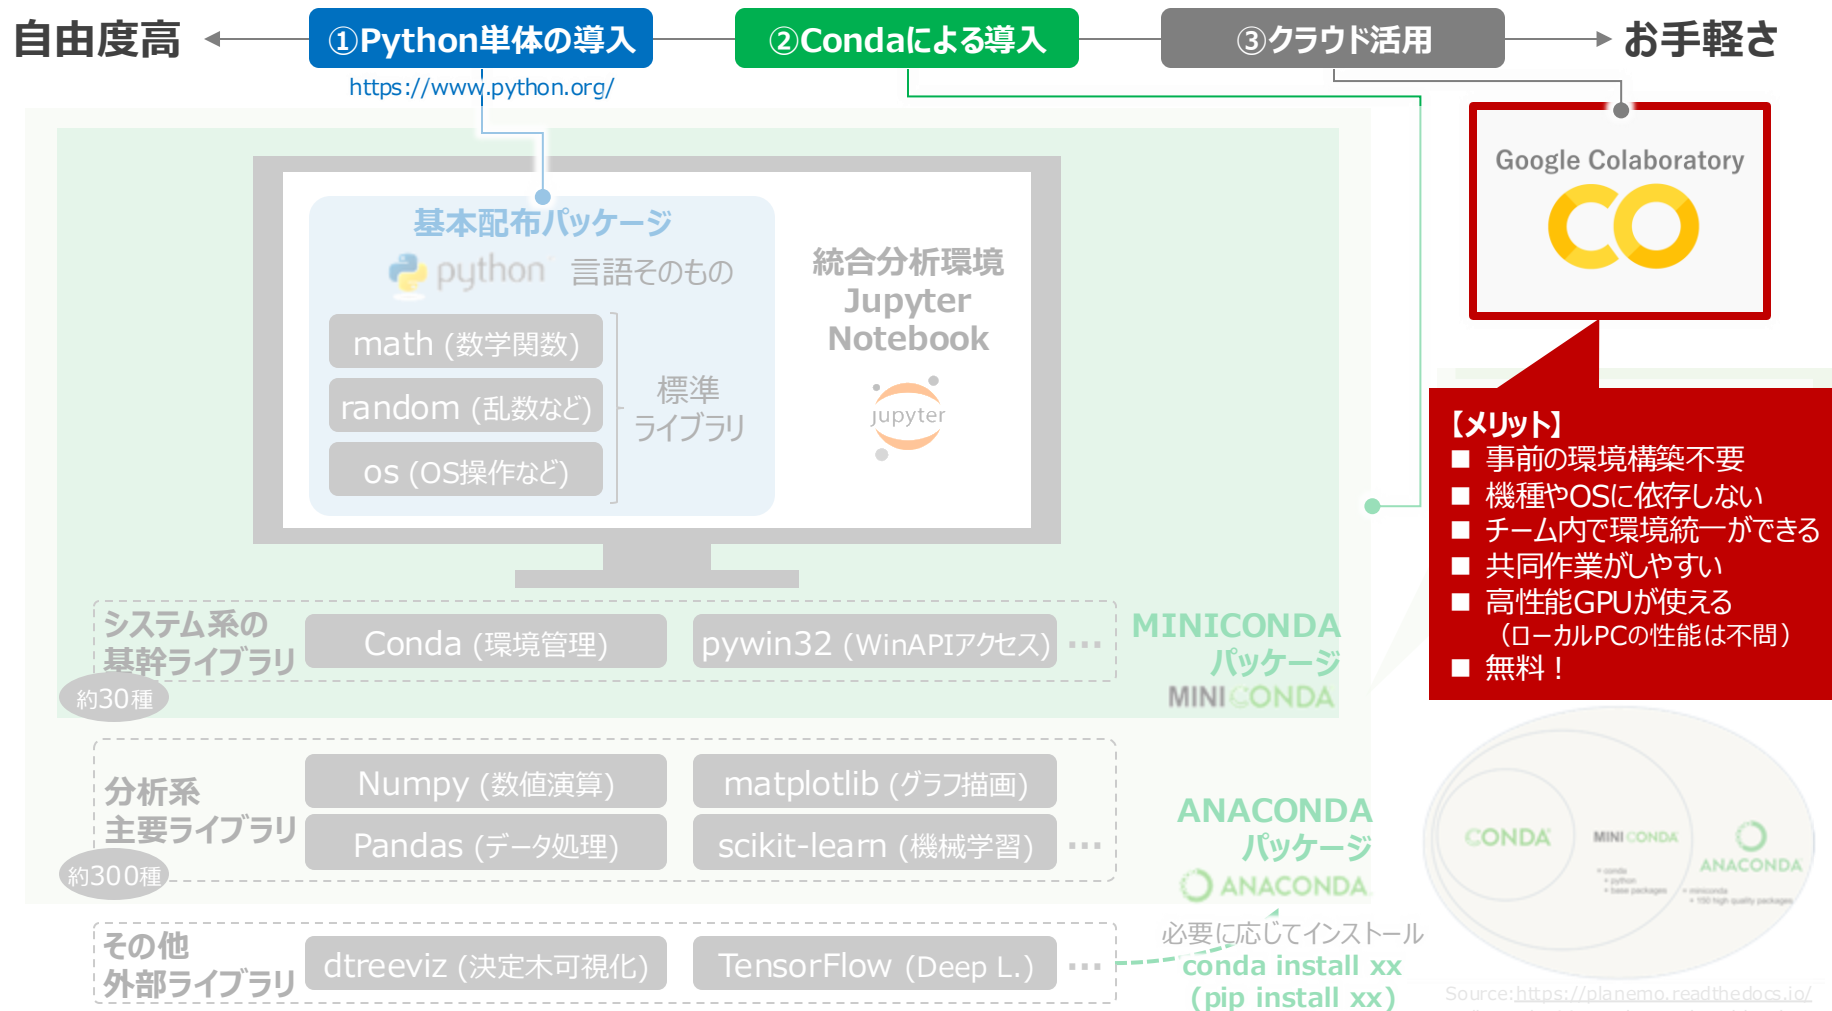 自由度高
①Python単体の導入
②Condaによる導入
③クラウド活用
お手軽さ
https://www.python.org/
Google Colaboratory
基本配布パッケージ
python 言語そのもの
math (数学関数)
random (乱数など)
os (OS操作など)
標準
ライブラリ
統合分析環境
Jupyter
Notebook
jupyter
【メリット】
■ 事前の環境構築不要
■ 機種やOSに依存しない
■ チーム内で環境統一ができる
■ 共同作業がしやすい
■ 高性能GPUが使える
（ローカルPCの性能は不問）
■ 無料！
システム系の
基幹ライブラリ
約30種
Conda (環境管理)
pywin32 (WinAPIアクセス)
…
MINICONDA
パッケージ
MINICONDA
分析系
主要ライブラリ
約300種
Numpy (数値演算)
matplotlib (グラフ描画)
Pandas (データ処理)
scikit-learn (機械学習)
…
ANACONDA
パッケージ
ANACONDA
その他
外部ライブラリ
dtreeviz (決定木可視化)
TensorFlow (Deep L.)
…
必要に応じてインストール
conda install xx
(pip install xx)
CONDA
MINICONDA
+ conda
+ python
+ base packages
ANACONDA
+ miniconda
+ 150 high quality packages
Source:https://planemo.readthedocs.io/